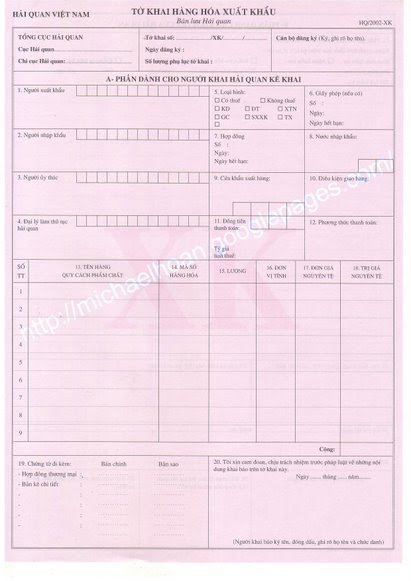 HẢI QUAN VIỆT NAM
TỜ KHAI HÀNG HÓA XUẤT KHẨU
Bản lưu Hải quan
HQ/2002-XK
TỔNG CỤC HẢI QUAN
Cục Hải quan
Chi cục Hải quan:
-Tờ khai số: /XK/ /
Ngày đăng ký :
Số lượng phụ lục tờ khai :
Cán bộ đăng ký (Ký, ghi rõ họ tên).
A- PHẦN DÀNH CHO NGƯỜI KHAI HẢI QUAN KÊ KHAI
1. Người xuất khẩu
5. Loại hình:
Có thuế Không thuế
KD ĐT XTN
GC SXXK TX
6. Giấy phép (nếu có)
Số :
Ngày:
Ngày hết hạn:
2. Người nhập khẩu
7. Hợp đồng
Số :
Ngày:
Ngày hết hạn:
8. Nước nhập khẩu:
3. Người ủy thác
9. Cửa khẩu xuất hàng:
10. Điều kiện giao hàng:
4. Đại lý làm thủ tục
hải quan
11. Đồng tiền
thanh toán:
Tỷ giá
tính thuế:
12. Phương thức thanh toán:
SỐ
TT
13. TÊN HÀNG
QUY CÁCH PHẨM CHẤT
14. MÃ SỐ
HÀNG HÓA
15. LƯỢNG
16. ĐƠN
VỊ TÍNH
17. ĐƠN GIÁ
NGUYÊN TỆ
18. TRỊ GIÁ
NGUYÊN TỆ
XK
1
2
3
4
5
6
7
8
9
Cộng:
19. Chứng từ đi kèm: Bản chính Bản sao
- Hợp đồng thương mại :
- Bản kê chi tiết :
20. Tôi xin cam đoan, chịu trách nhiệm trước pháp luật về những nội
dung khai báo trên tờ khai này.
Ngày ...... tháng ...... năm........
(Người khai báo ký tên, đóng dấu, ghi rõ họ tên và chức danh)
http://michaelhoan.googlepages.com/